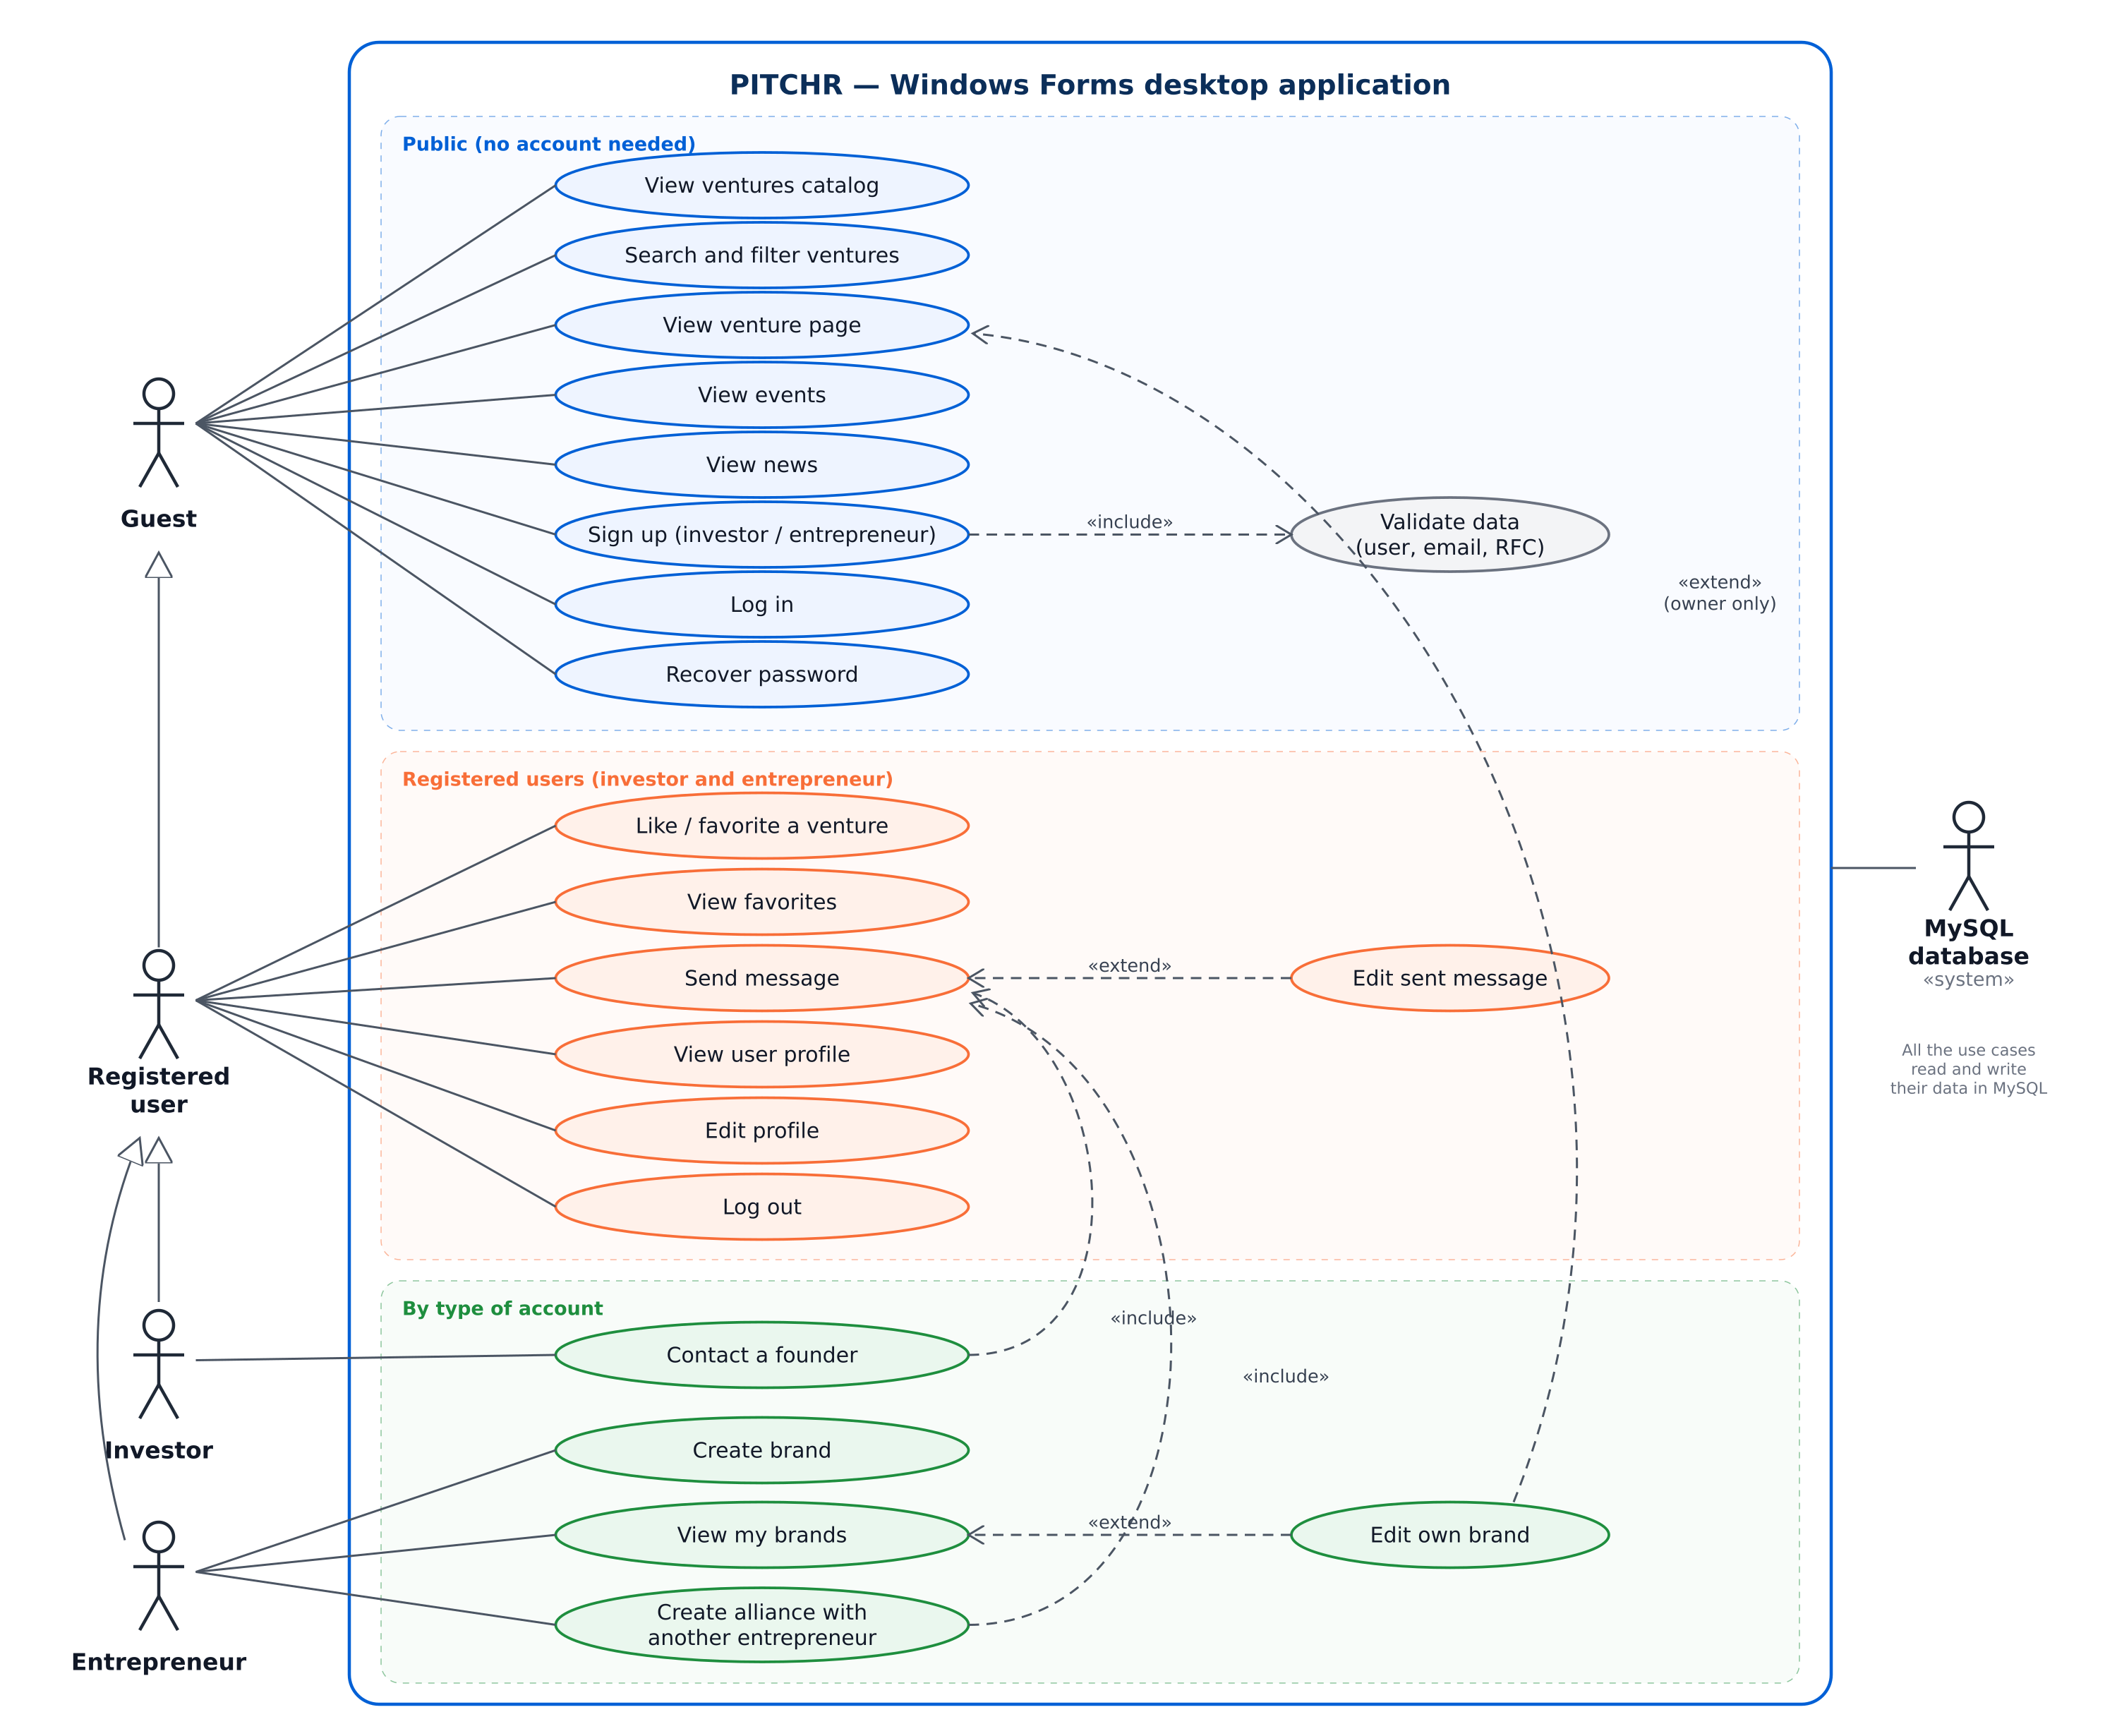 PITCHR — Windows Forms desktop application
Public (no account needed)
View ventures catalog
Search and filter ventures
View venture page
View events
View news
Sign up (investor / entrepreneur)
«include»
Validate data
(user, email, RFC)
«extend»
(owner only)
Log in
Recover password
Guest
Registered users (investor and entrepreneur)
Like / favorite a venture
View favorites
Send message
«extend»
Edit sent message
View user profile
Edit profile
Log out
Registered
user
MySQL
database
«system»
All the use cases
read and write
their data in MySQL
By type of account
«include»
Contact a founder
«include»
Create brand
Investor
View my brands
«extend»
Edit own brand
Create alliance with
another entrepreneur
Entrepreneur